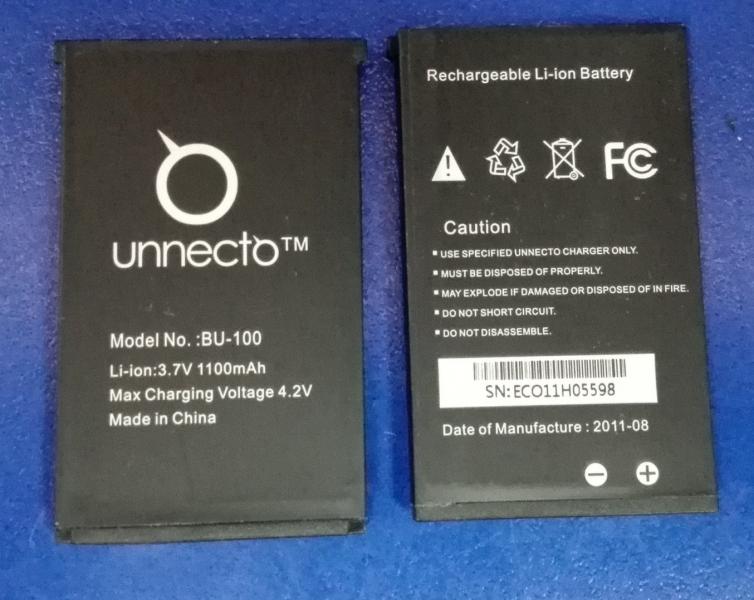 unnecto™
Model No. :BU-100
Li-ion:3.7V 1100mAh
Max Charging Voltage 4.2V
Made in China
Rechargeable Li-ion Battery
FC
Caution
▪ USE SPECIFIED UNNECTO CHARGER ONLY.
▪ MUST BE DISPOSED OF PROPERLY.
▪ MAY EXPLODE IF DAMAGED OR DISPOSED OF IN FIRE.
▪ DO NOT SHORT CIRCUIT.
▪ DO NOT DISASSEMBLE.
SN:ECO11H05598
Date of Manufacture : 2011-08